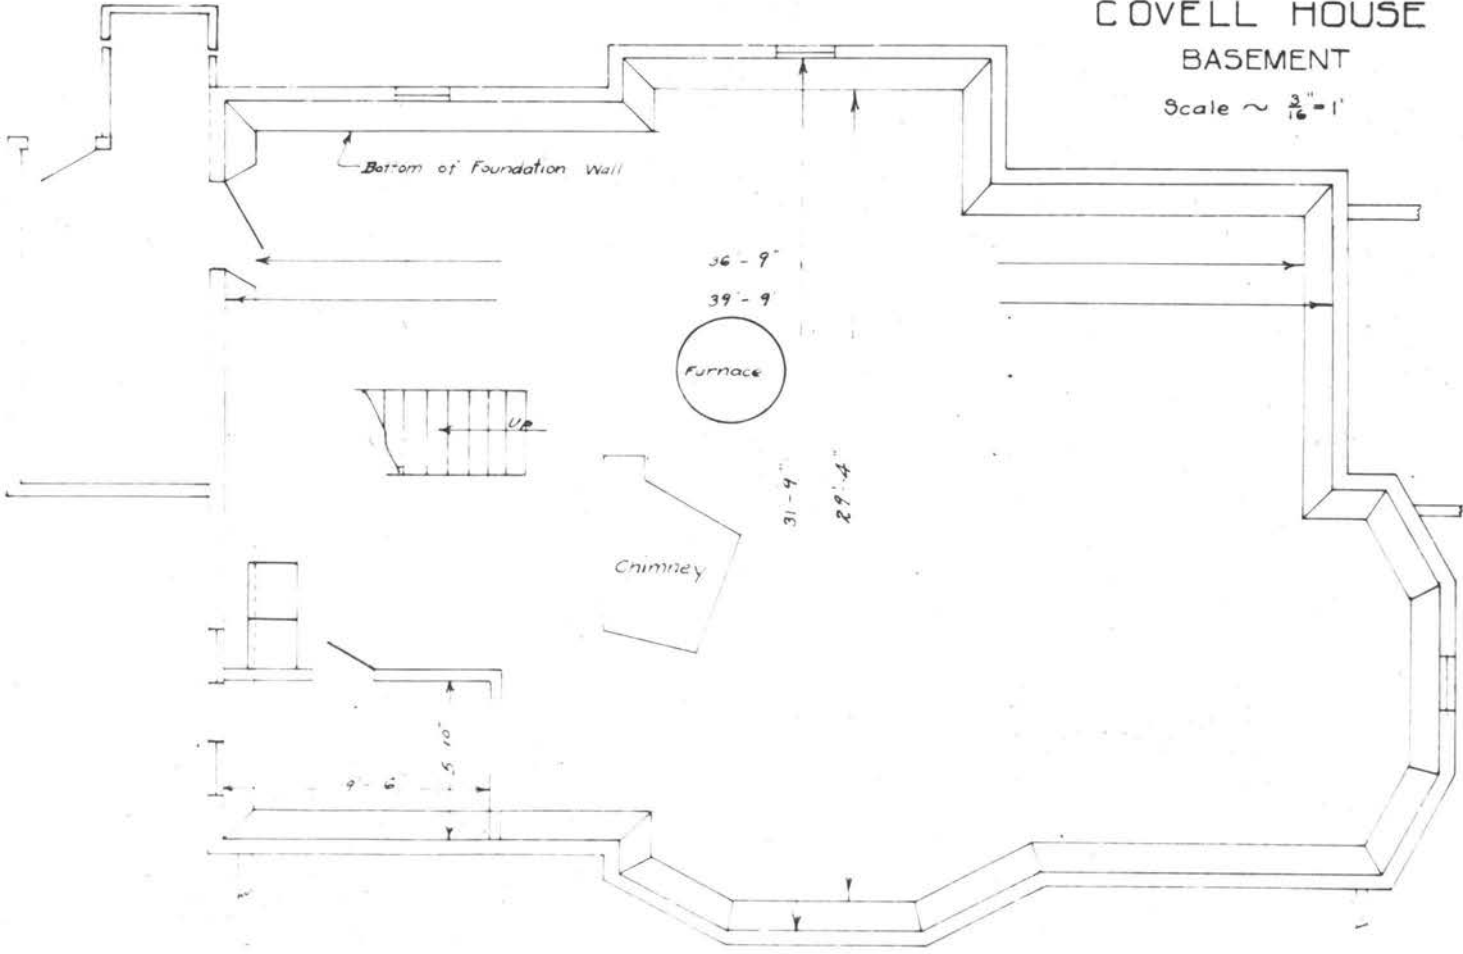 COVELL HOUSE
BASEMENT
Scale ~ 3/16" = 1'
Bottom of Foundation Wall
36'-9"
39'-9"
Furnace
UP
31-9"
29'-4"
Chimney
5 10"
9-6